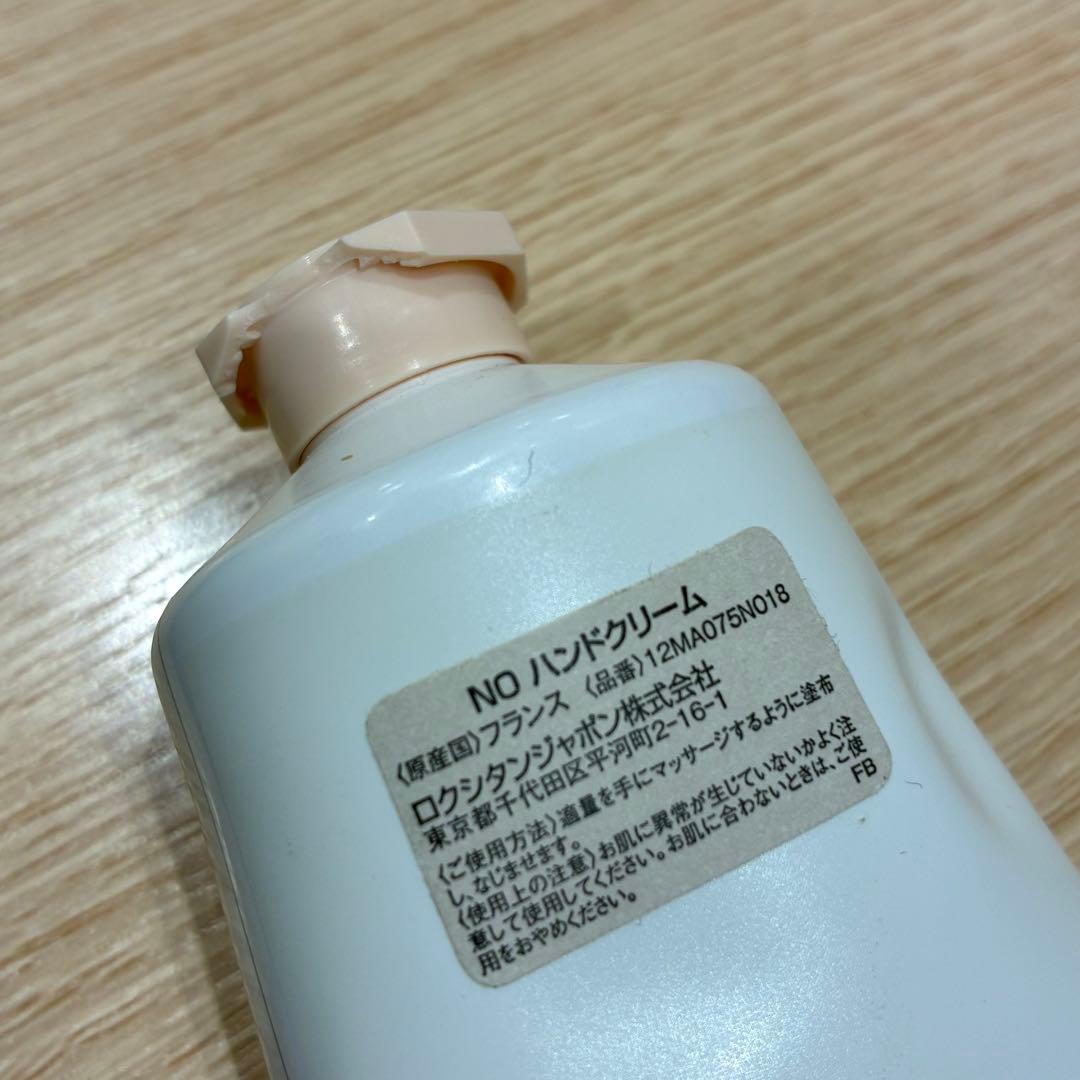 NO ハンドクリーム
〈原産国〉フランス 〈品番〉12MA075NO18
ロクシタンジャポン株式会社
東京都千代田区平河町2-16-1
〈ご使用方法〉適量を手にマッサージするように塗布
し、なじませます。
〈使用上の注意〉お肌に異常が生じていないかよく注
意して使用してください。お肌に合わないときは、ご使
用をおやめください。
FB